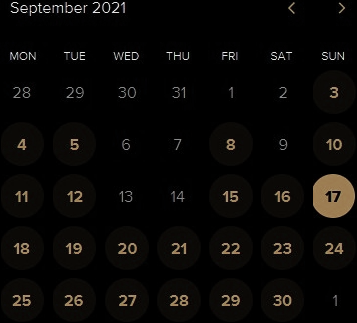 September 2021
MON TUE WED THU FRI SAT SUN
28 29 30 31 1 2 3
4 5 6 7 8 9 10
11 12 13 14 15 16 17
18 19 20 21 22 23 24
25 26 27 28 29 30 1